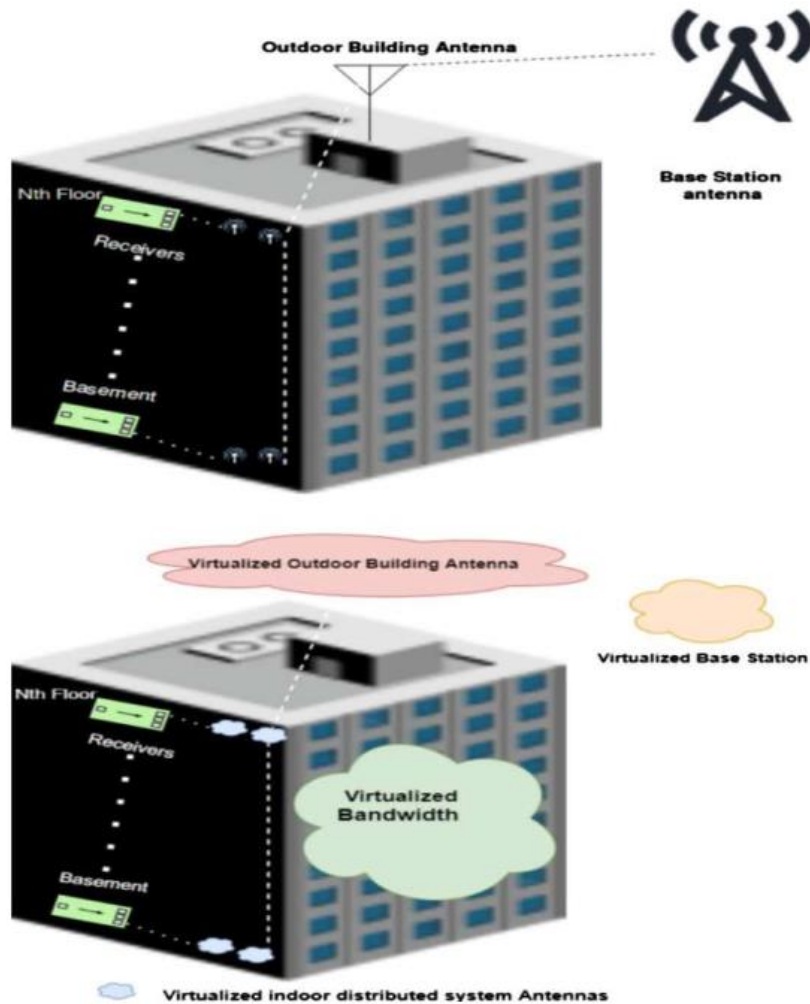 Outdoor Building Antenna
Base Station
antenna
Nth Floor
Receivers
Basement
Virtualized Outdoor Building Antenna
Virtualized Base Station
Nth Floor
Receivers
Virtualized
Bandwidth
Basement
Virtualized indoor distributed system Antennas